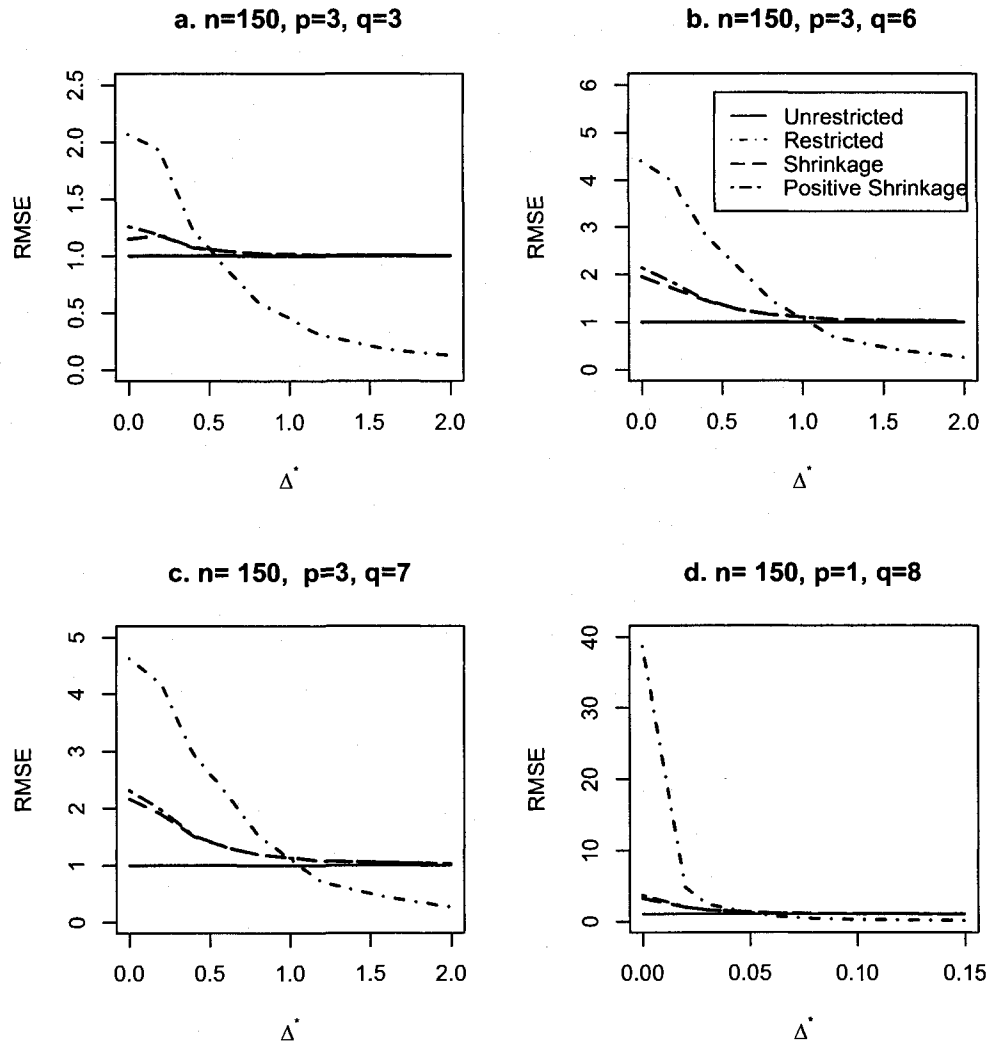 a. n=150, p=3, q=3
RMSE
2.5
2.0
1.5
1.0
0.5
0.0
0.0 0.5 1.0 1.5 2.0
Δ*
b. n=150, p=3, q=6
RMSE
6
5
4
3
2
1
0
Unrestricted
Restricted
Shrinkage
Positive Shrinkage
0.0 0.5 1.0 1.5 2.0
Δ*
c. n= 150, p=3, q=7
RMSE
5
4
3
2
1
0
0.0 0.5 1.0 1.5 2.0
Δ*
d. n= 150, p=1, q=8
RMSE
40
30
20
10
0
0.00 0.05 0.10 0.15
Δ*